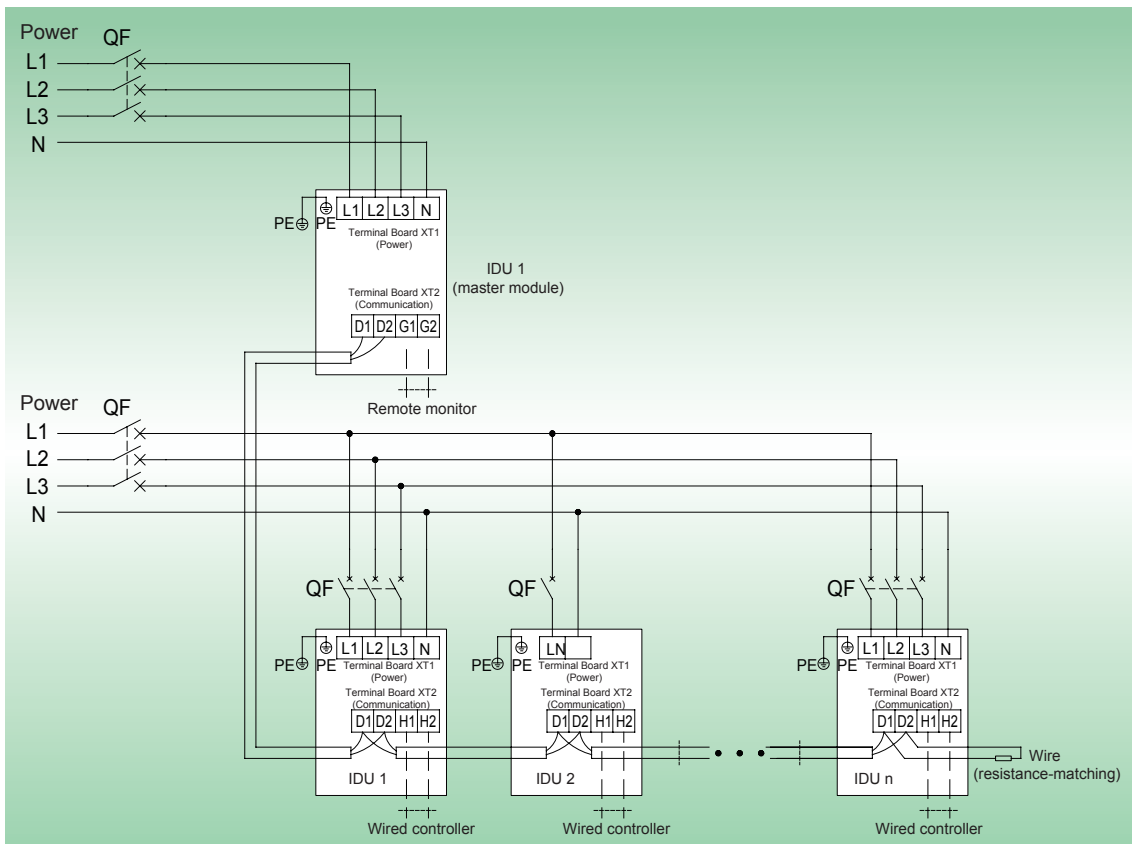 Power QF
L1
L2
L3
N
PE PE L1 L2 L3 N
Terminal Board XT1
(Power)
IDU 1
(master module)
Terminal Board XT2
(Communication)
D1 D2 G1 G2
Remote monitor
Power QF
L1
L2
L3
N
QF QF QF
PE PE L1 L2 L3 N
Terminal Board XT1
(Power)
Terminal Board XT2
(Communication)
D1 D2 H1 H2
IDU 1
Wired controller
PE PE LN
Terminal Board XT1
(Power)
Terminal Board XT2
(Communication)
D1 D2 H1 H2
IDU 2
Wired controller
PE PE L1 L2 L3 N
Terminal Board XT1
(Power)
Terminal Board XT2
(Communication)
D1 D2 H1 H2
IDU n
Wired controller
Wire
(resistance-matching)